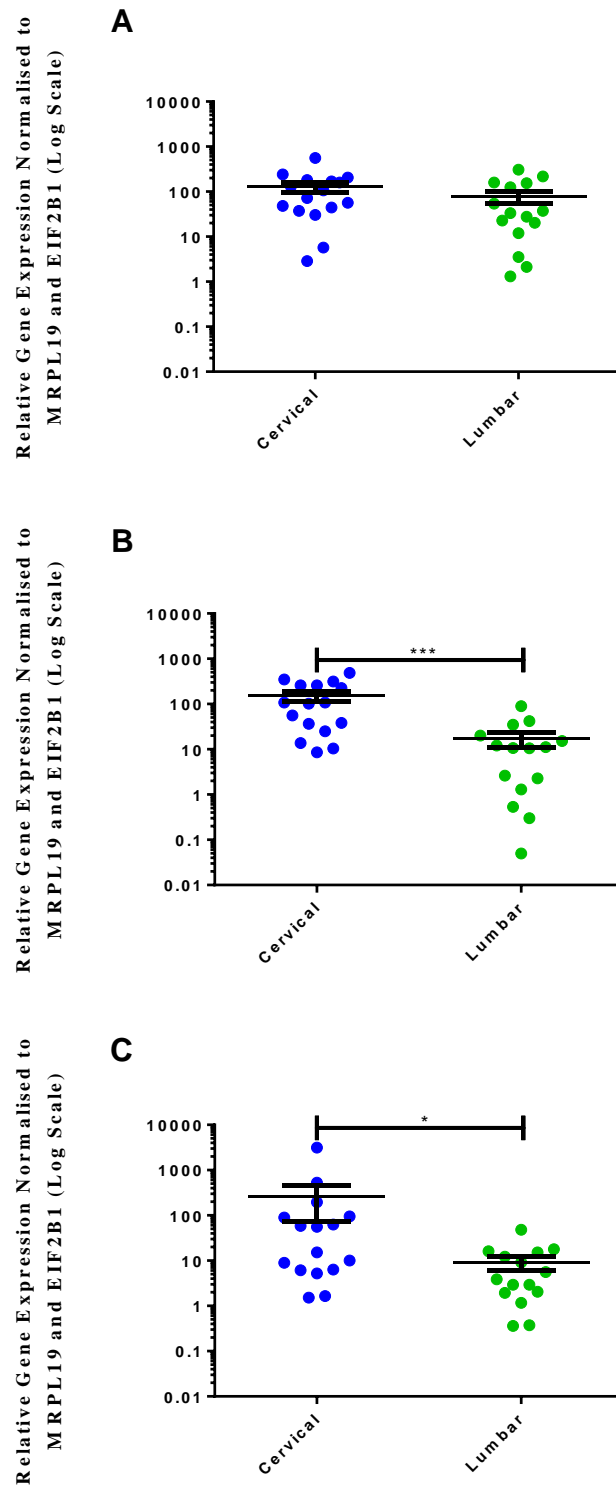 A
Relative Gene Expression Normalised to
MRPL19 and EIF2B1 (Log Scale)
10000
1000
100
10
1
0.1
0.01
Cervical
Lumbar
B
Relative Gene Expression Normalised to
MRPL19 and EIF2B1 (Log Scale)
10000
1000
100
10
1
0.1
0.01
***
Cervical
Lumbar
C
Relative Gene Expression Normalised to
MRPL19 and EIF2B1 (Log Scale)
10000
1000
100
10
1
0.1
0.01
*
Cervical
Lumbar